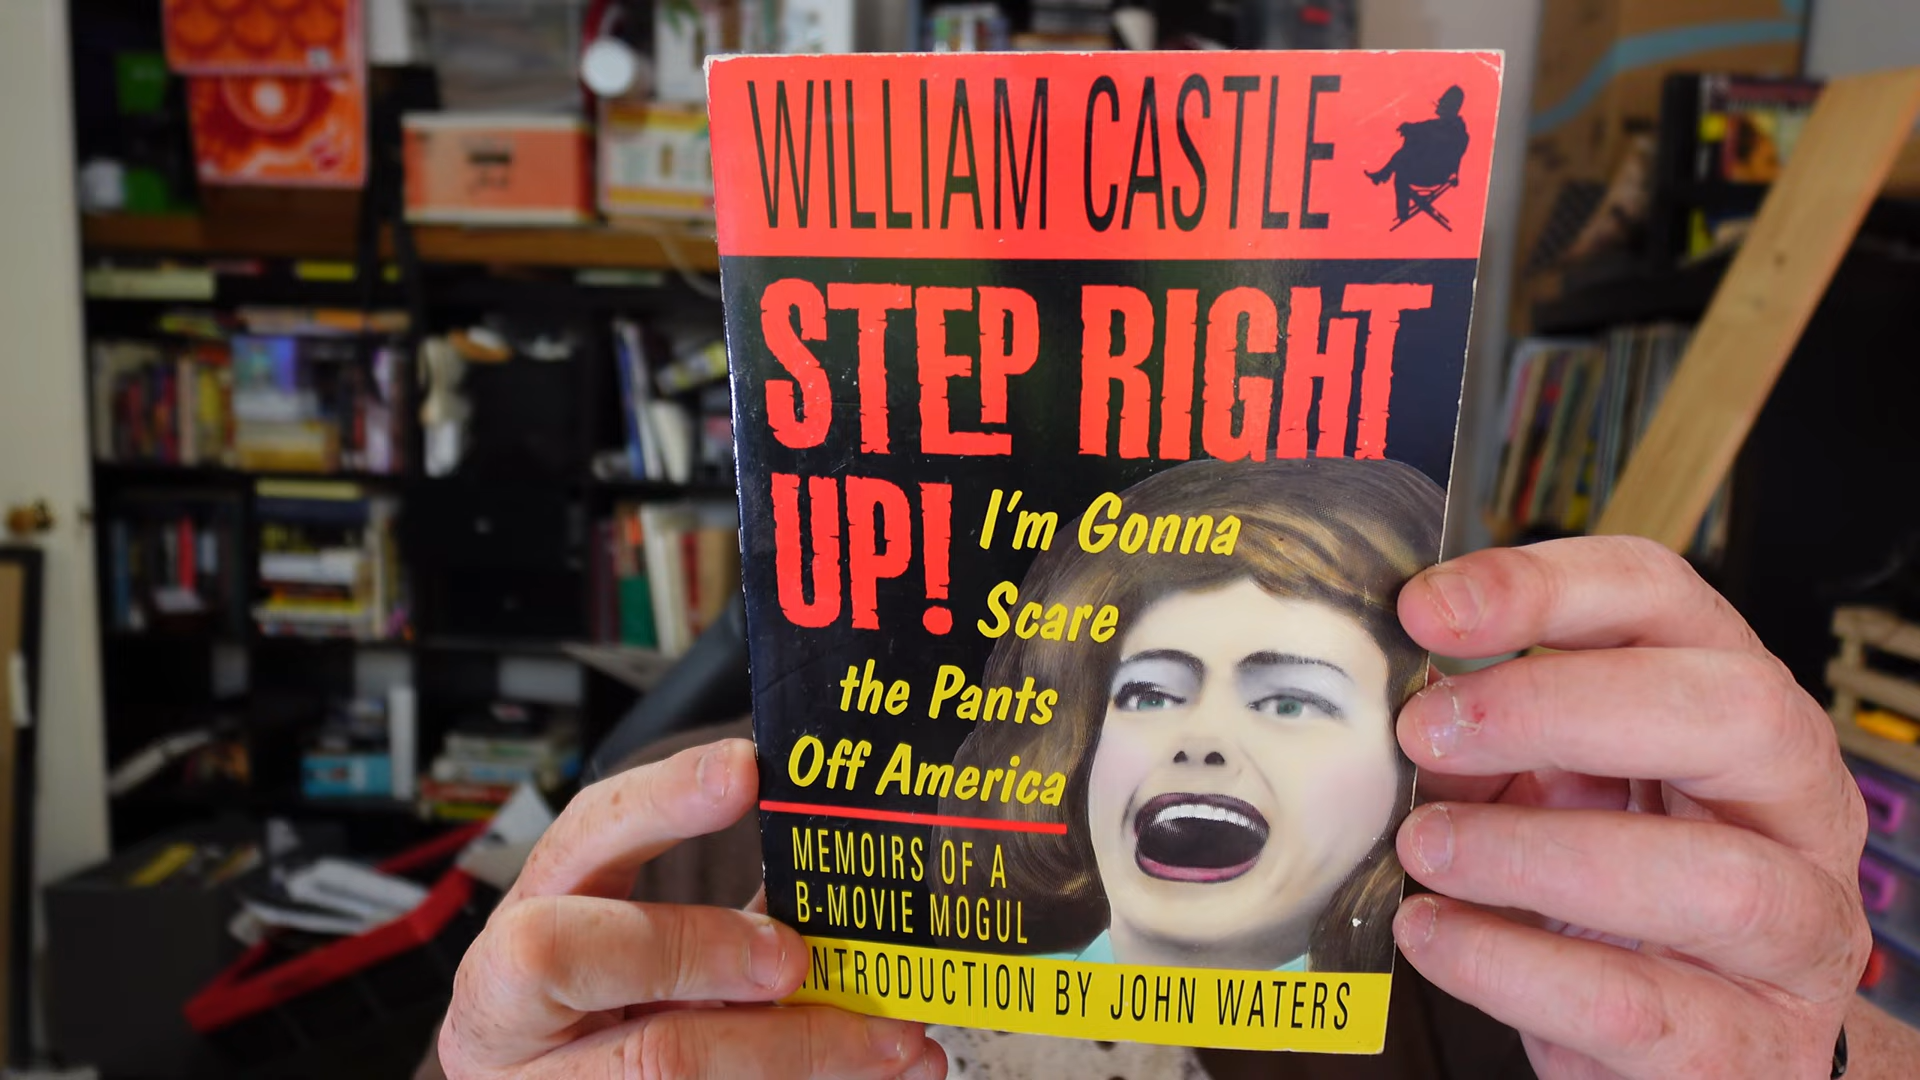 WILLIAM CASTLE
STEP RIGHT
UP! I'm Gonna
Scare
the Pants
Off America
MEMOIRS OF A
B-MOVIE MOGUL
INTRODUCTION BY JOHN WATERS